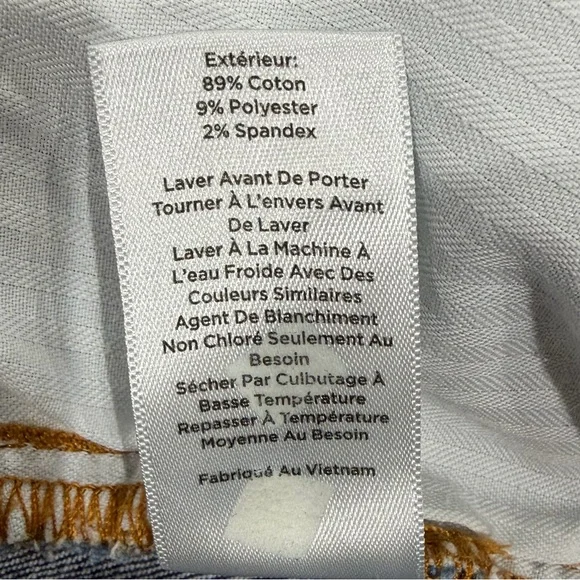 Extérieur:
89% Coton
9% Polyester
2% Spandex
Laver Avant De Porter
Tourner À L'envers Avant
De Laver
Laver À La Machine À
L'eau Froide Avec Des
Couleurs Similaires
Agent De Blanchiment
Non Chloré Seulement Au
Besoin
Sécher Par Culbutage À
Basse Température
Repasser À Température
Moyenne Au Besoin
Fabriqué Au Vietnam